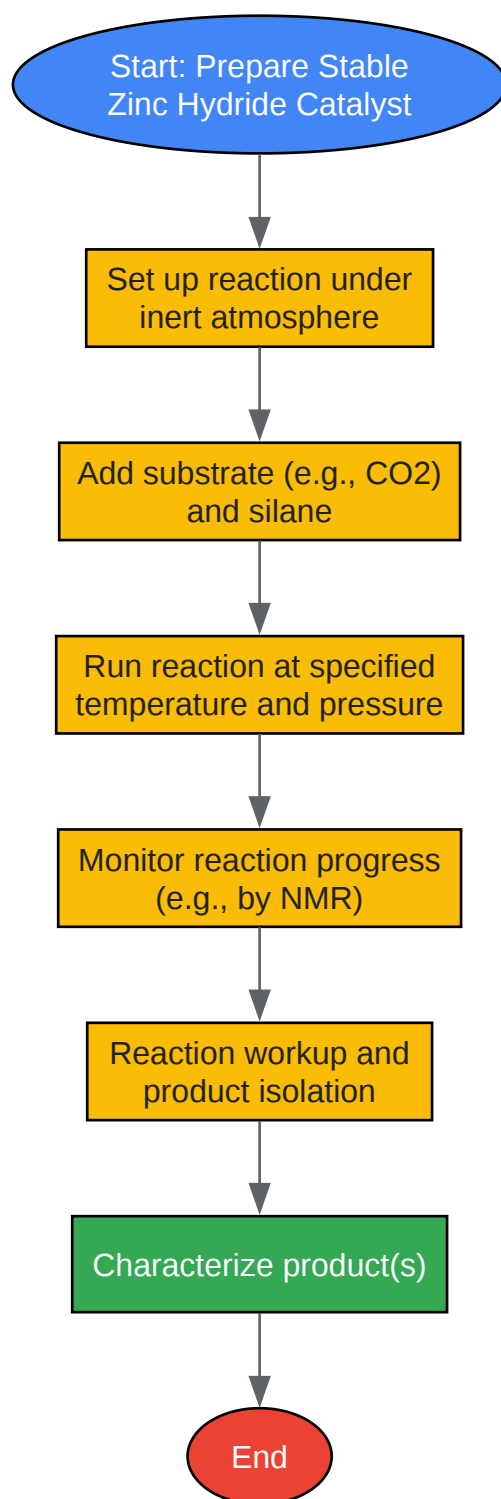 Start: Prepare Stable
Zinc Hydride Catalyst
Set up reaction under
inert atmosphere
Add substrate (e.g., CO2)
and silane
Run reaction at specified
temperature and pressure
Monitor reaction progress
(e.g., by NMR)
Reaction workup and
product isolation
Characterize product(s)
End